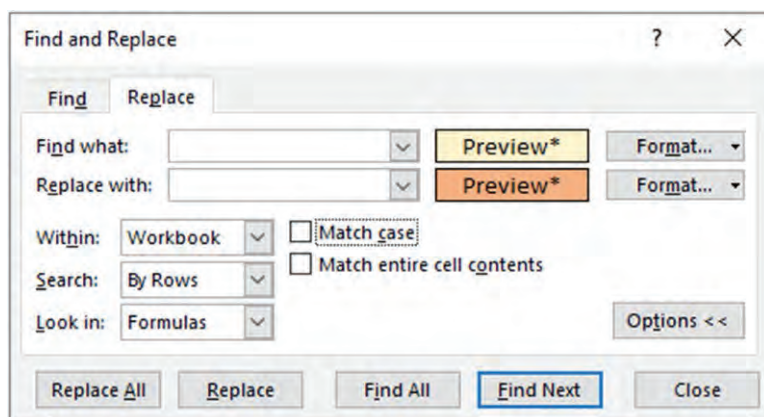 Find and Replace ? X
Find Replace
Find what: Preview* Format...
Replace with: Preview* Format...
Within: Workbook Match case
Match entire cell contents
Search: By Rows
Look in: Formulas Options <<
Replace All Replace Find All Find Next Close